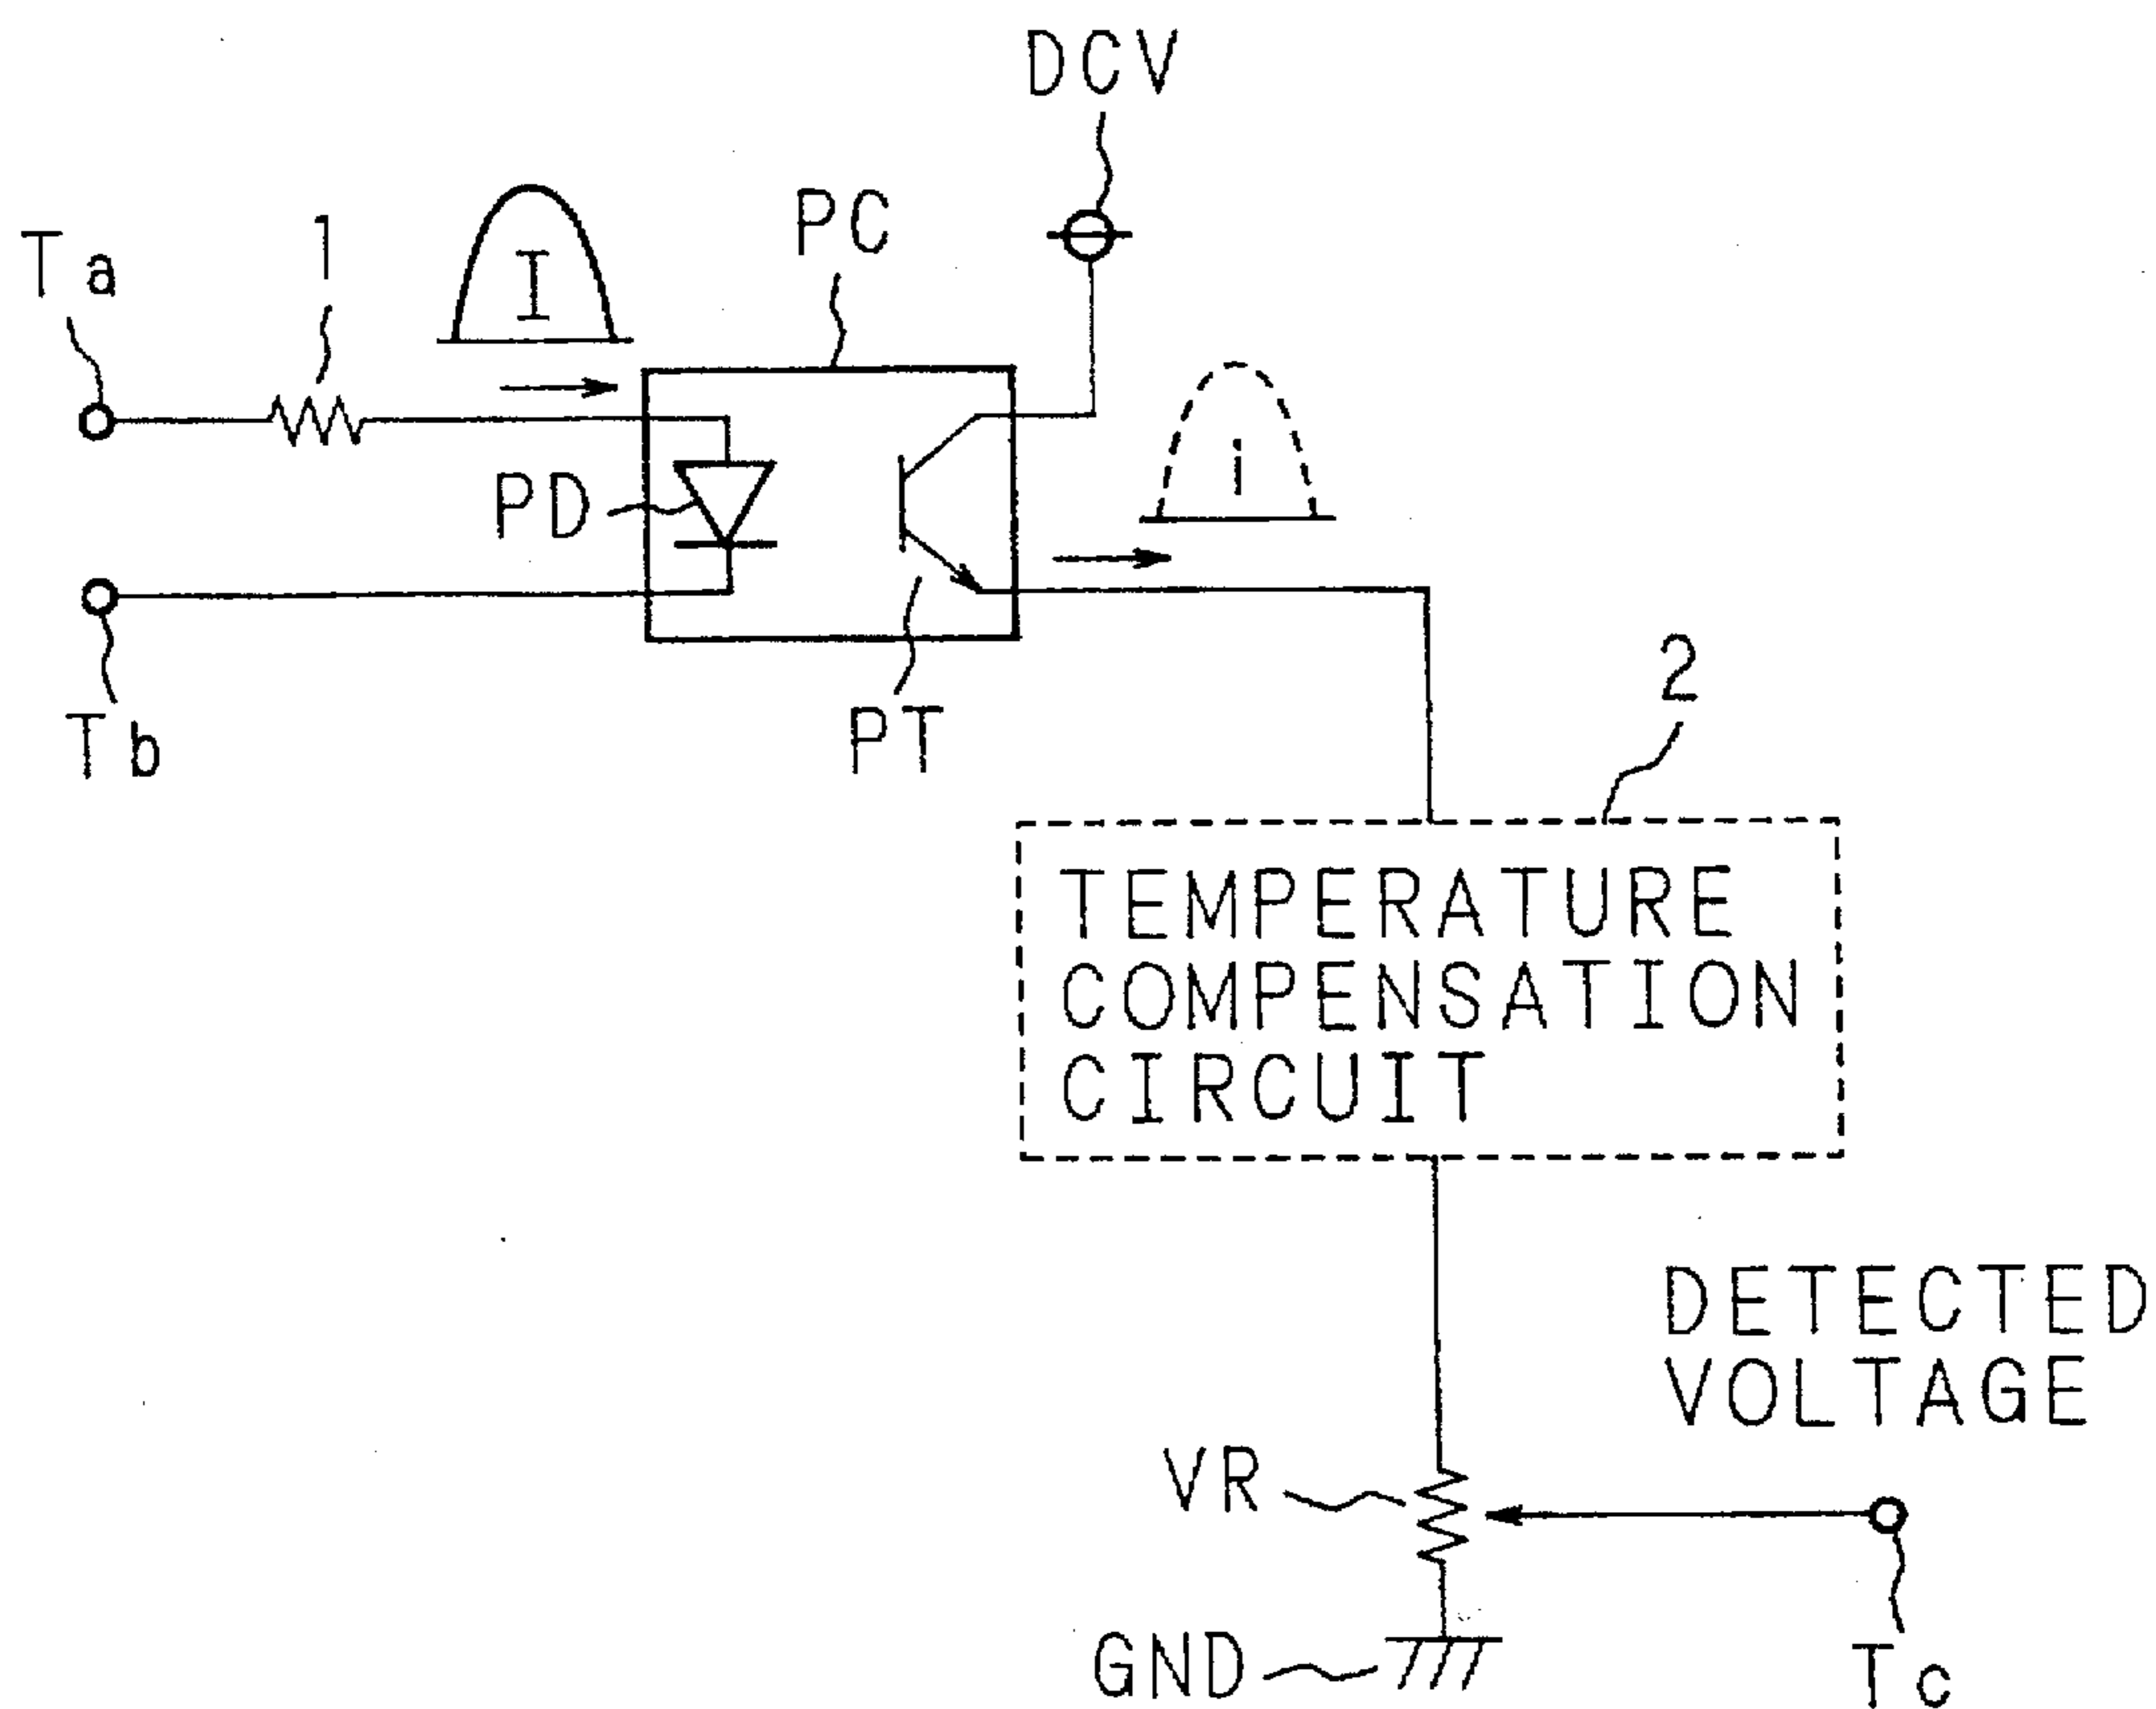 DCV
PC
1
I
Ta
i
PD
2
Tb
PT
TEMPERATURE
COMPENSATION
CIRCUIT
DETECTED
VOLTAGE
VR
GND
Tc